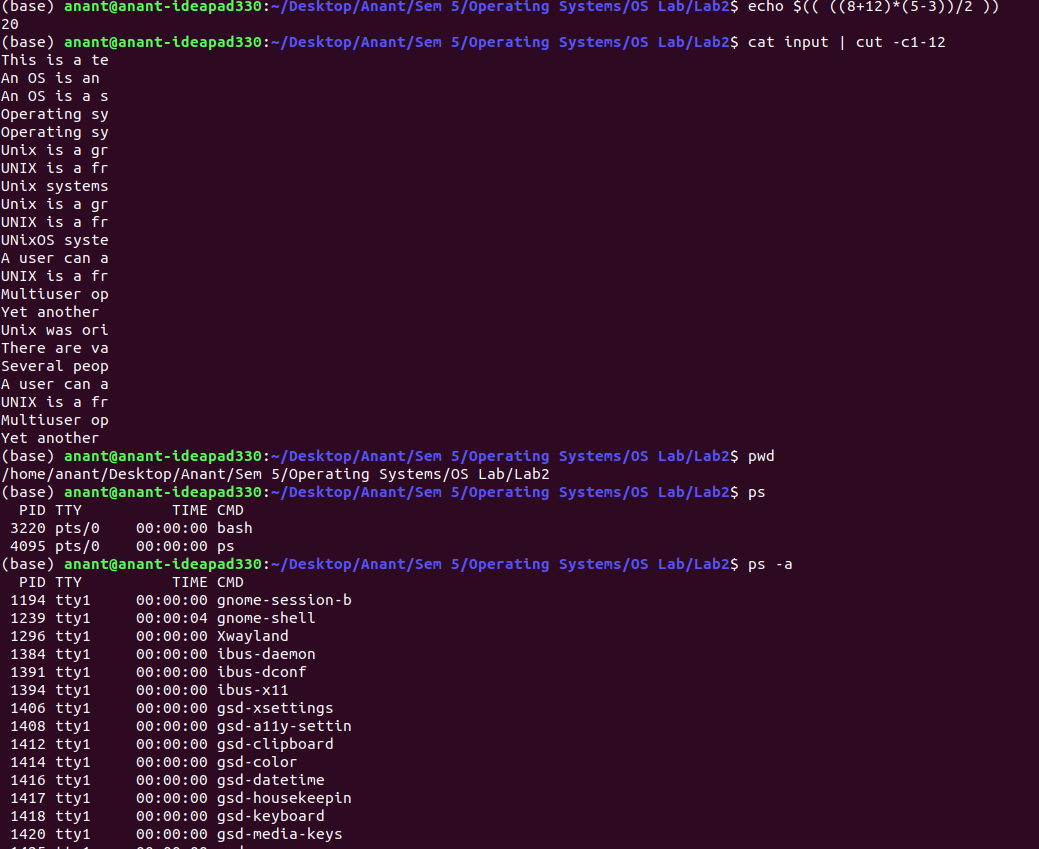 (base) anant@anant-ideapad330:~/Desktop/Anant/Sem 5/Operating Systems/OS Lab/Lab2$ echo $(( ((8+12)*(5-3))/2 ))
20
(base) anant@anant-ideapad330:~/Desktop/Anant/Sem 5/Operating Systems/OS Lab/Lab2$ cat input | cut -c1-12
This is a te
An OS is an
An OS is a s
Operating sy
Operating sy
Unix is a gr
UNIX is a fr
Unix systems
Unix is a gr
UNIX is a fr
UNixOS syste
A user can a
UNIX is a fr
Multiuser op
Yet another
Unix was ori
There are va
Several peop
A user can a
UNIX is a fr
Multiuser op
Yet another
(base) anant@anant-ideapad330:~/Desktop/Anant/Sem 5/Operating Systems/OS Lab/Lab2$ pwd
/home/anant/Desktop/Anant/Sem 5/Operating Systems/OS Lab/Lab2
(base) anant@anant-ideapad330:~/Desktop/Anant/Sem 5/Operating Systems/OS Lab/Lab2$ ps
  PID TTY          TIME CMD
 3220 pts/0    00:00:00 bash
 4095 pts/0    00:00:00 ps
(base) anant@anant-ideapad330:~/Desktop/Anant/Sem 5/Operating Systems/OS Lab/Lab2$ ps -a
  PID TTY          TIME CMD
 1194 tty1     00:00:00 gnome-session-b
 1239 tty1     00:00:04 gnome-shell
 1296 tty1     00:00:00 Xwayland
 1384 tty1     00:00:00 ibus-daemon
 1391 tty1     00:00:00 ibus-dconf
 1394 tty1     00:00:00 ibus-x11
 1406 tty1     00:00:00 gsd-xsettings
 1408 tty1     00:00:00 gsd-a11y-settin
 1412 tty1     00:00:00 gsd-clipboard
 1414 tty1     00:00:00 gsd-color
 1416 tty1     00:00:00 gsd-datetime
 1417 tty1     00:00:00 gsd-housekeepin
 1418 tty1     00:00:00 gsd-keyboard
 1420 tty1     00:00:00 gsd-media-keys